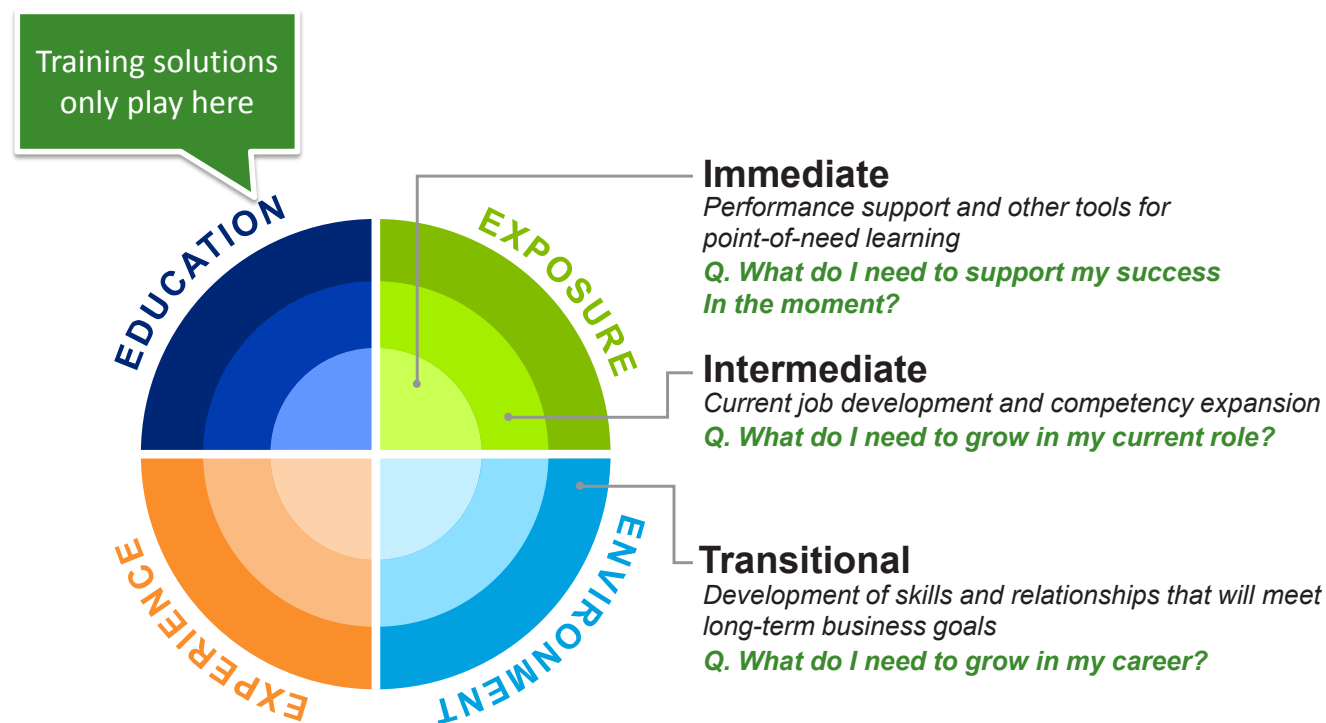 Training solutions
only play here
EDUCATION
EXPOSURE
EXPERIENCE
ENVIRONMENT
Immediate
Performance support and other tools for
point-of-need learning
Q. What do I need to support my success
In the moment?
Intermediate
Current job development and competency expansion
Q. What do I need to grow in my current role?
Transitional
Development of skills and relationships that will meet
long-term business goals
Q. What do I need to grow in my career?